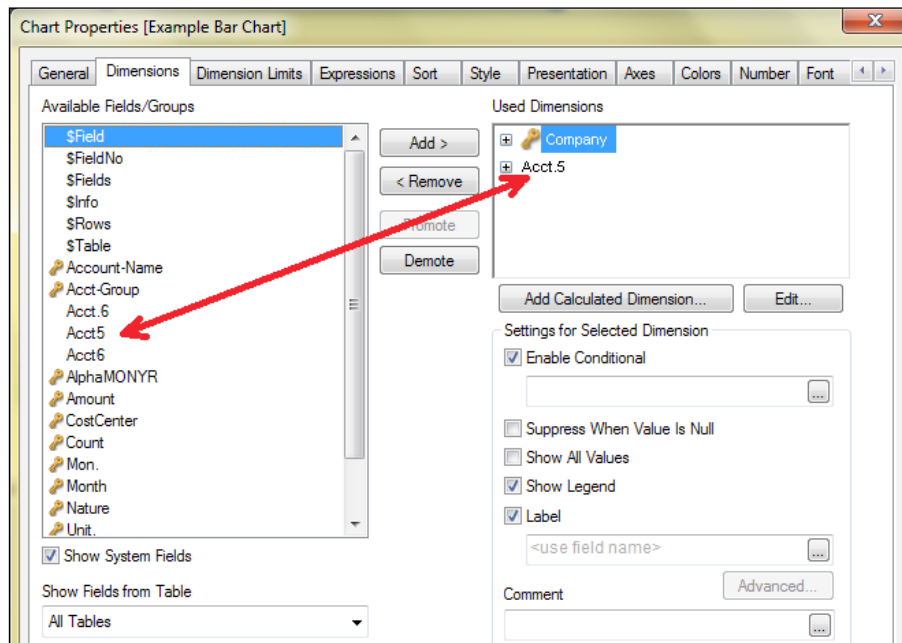 Chart Properties [Example Bar Chart]
General Dimensions Dimension Limits Expressions Sort Style Presentation Axes Colors Number Font
Available Fields/Groups
$Field
$FieldNo
$Fields
$Info
$Rows
$Table
Account-Name
Acct-Group
Acct.6
Acct5
Acct6
AlphaMONYR
Amount
CostCenter
Count
Mon.
Month
Nature
Unit.
Show System Fields
Show Fields from Table
All Tables
Add >
< Remove
Promote
Demote
Used Dimensions
Company
Acct.5
Add Calculated Dimension...
Edit...
Settings for Selected Dimension
Enable Conditional
...
Suppress When Value Is Null
Show All Values
Show Legend
Label
<use field name>
...
Advanced...
Comment
...